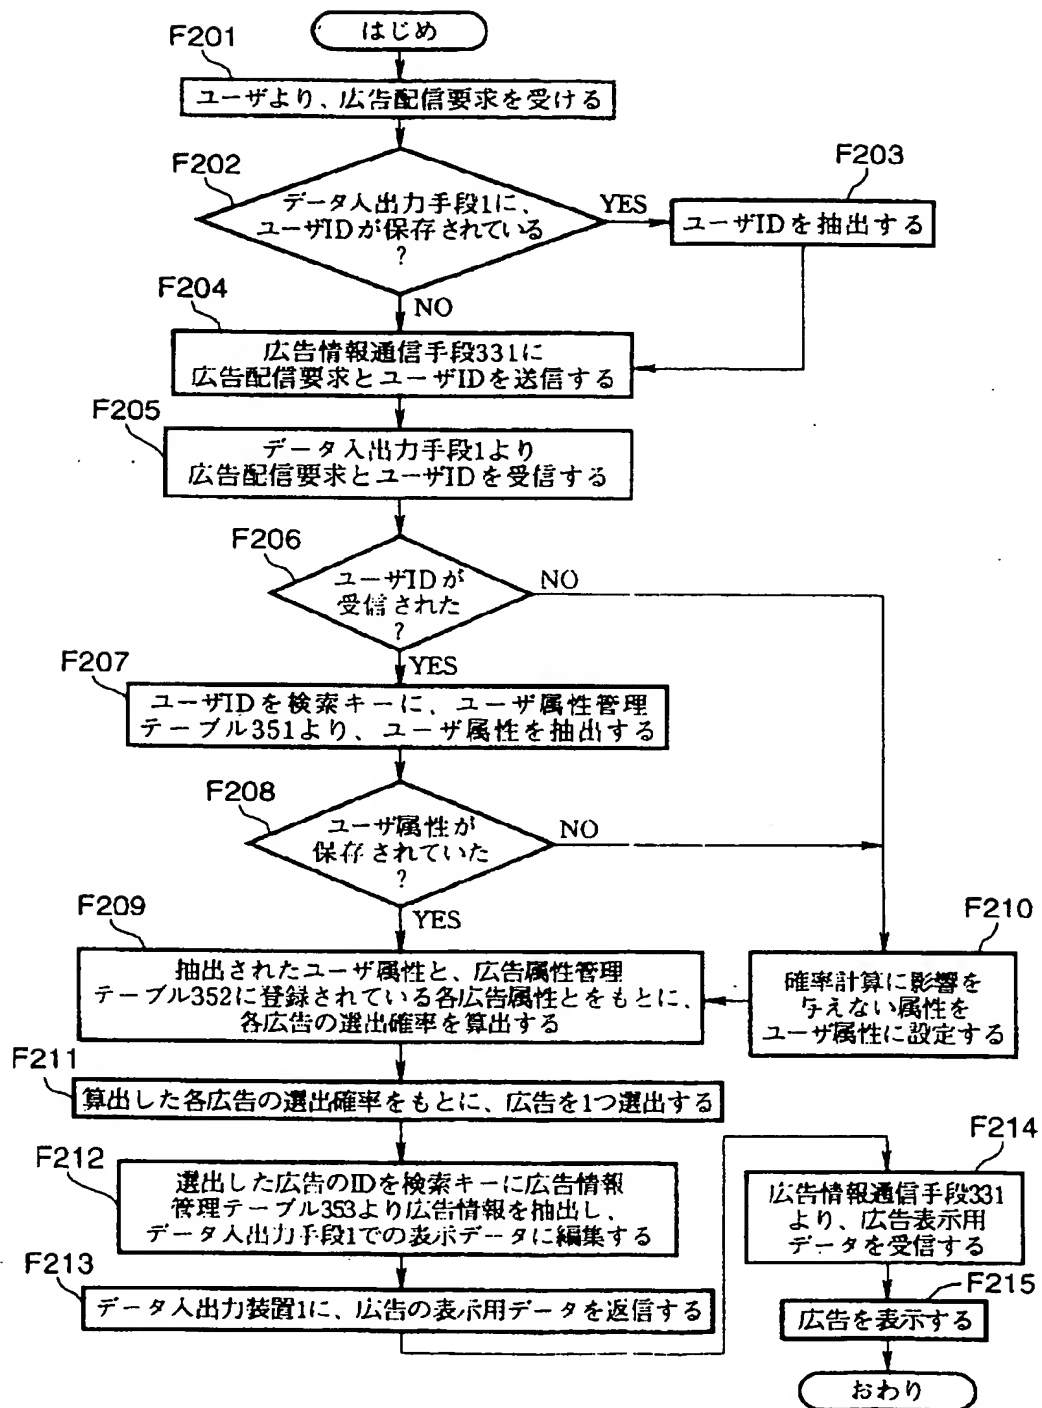 はじめ
F201
ユーザより、広告配信要求を受ける
F202
データ入出力手段1に、
ユーザIDが保存されている
?
YES
F203
ユーザIDを抽出する
NO
F204
広告情報通信手段331に
広告配信要求とユーザIDを送信する
F205
データ入出力手段1より
広告配信要求とユーザIDを受信する
F206
ユーザIDが
受信された
?
NO
YES
F207
ユーザIDを検索キーに、ユーザ属性管理
テーブル351より、ユーザ属性を抽出する
F208
ユーザ属性が
保存されていた
?
NO
YES
F209
抽出されたユーザ属性と、広告属性管理
テーブル352に登録されている各広告属性とをもとに、
各広告の選出確率を算出する
F210
確率計算に影響を
与えない属性を
ユーザ属性に設定する
F211
算出した各広告の選出確率をもとに、広告を1つ選出する
F212
選出した広告のIDを検索キーに広告情報
管理テーブル353より広告情報を抽出し、
データ入出力手段1での表示データに編集する
F213
データ入出力装置1に、広告の表示用データを返信する
F214
広告情報通信手段331
より、広告表示用
データを受信する
F215
広告を表示する
おわり